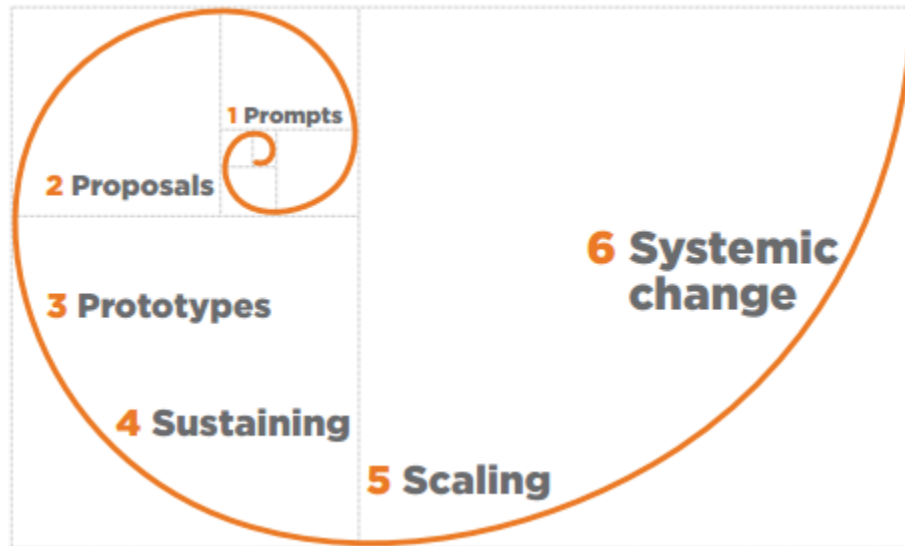 1 Prompts
2 Proposals
3 Prototypes
4 Sustaining
5 Scaling
6 Systemic
change